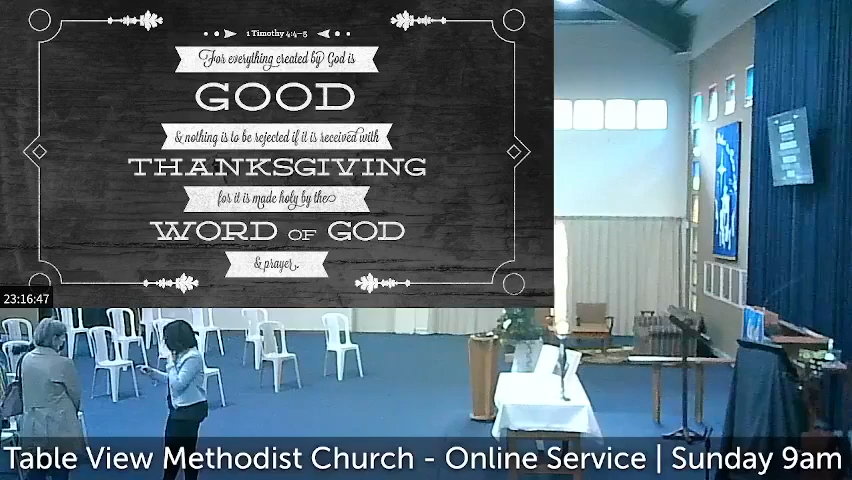 1 Timothy 4:4-5
For everything created by God is
GOOD
& nothing is to be rejected if it is received with
THANKSGIVING
for it is made holy by the
WORD OF GOD
& prayer.
23:16:47
Table View Methodist Church - Online Service | Sunday 9am